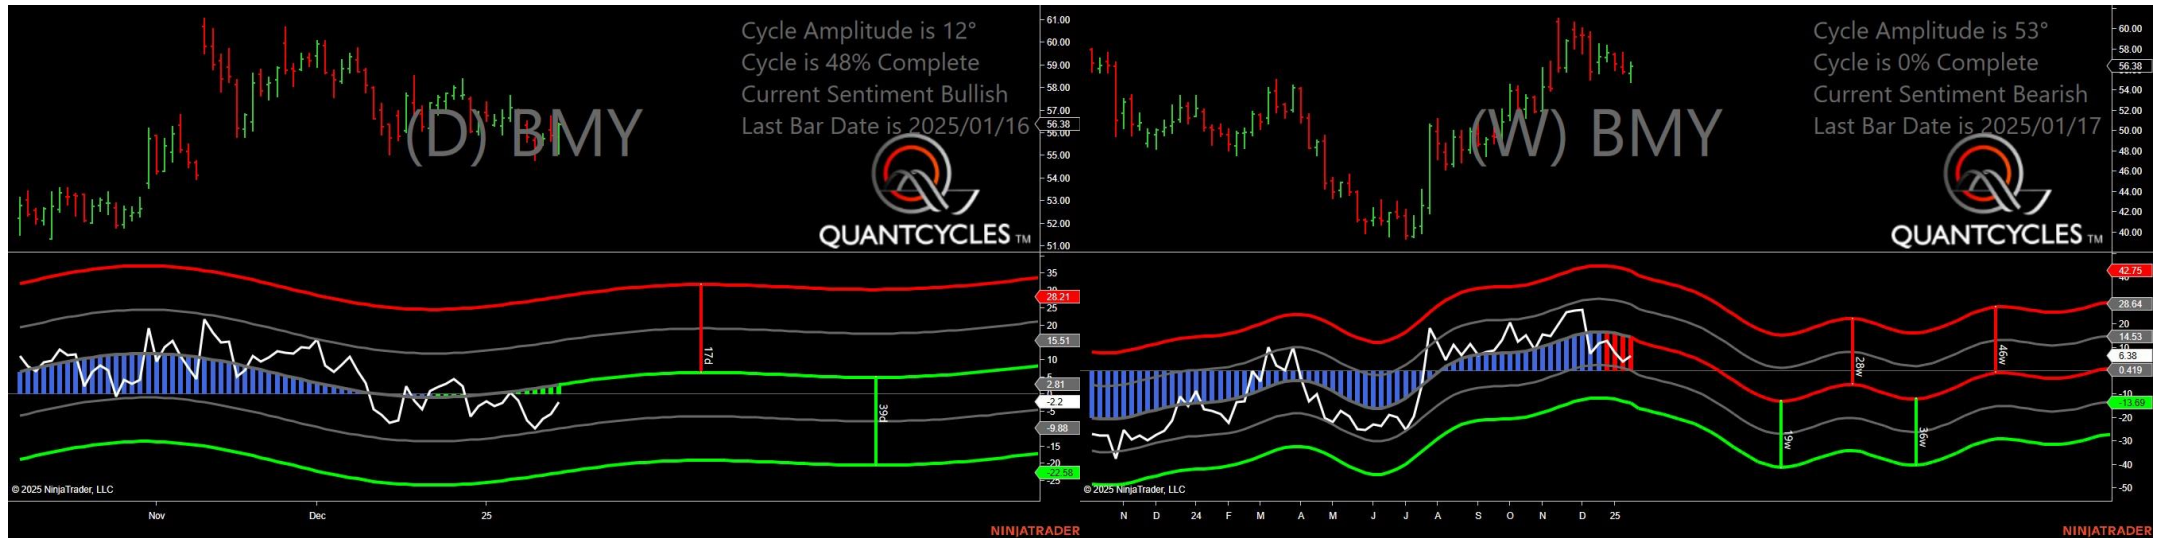 Cycle Amplitude is 12°
Cycle is 48% Complete
Current Sentiment Bullish
Last Bar Date is 2025/01/16
(D) BMY
QUANTCYCLES TM
61.00
60.00
59.00
58.00
57.00
56.38
56.00
55.00
54.00
53.00
52.00
51.00
35
28.21
25
20
15.51
10
2.81
-2.2
-5
-9.88
-15
-20
-22.58
-25
17d
39d
© 2025 NinjaTrader, LLC
Nov Dec 25
NINJATRADER
Cycle Amplitude is 53°
Cycle is 0% Complete
Current Sentiment Bearish
Last Bar Date is 2025/01/17
(W) BMY
QUANTCYCLES TM
60.00
58.00
56.38
54.00
52.00
50.00
48.00
46.00
44.00
42.00
40.00
42.75
28.64
20
14.53
10
6.38
0.419
-10
-13.69
-20
-30
-40
-50
19w
28w
36w
46w
© 2025 NinjaTrader, LLC
N D 24 F M A M J J A S O N D 25
NINJATRADER